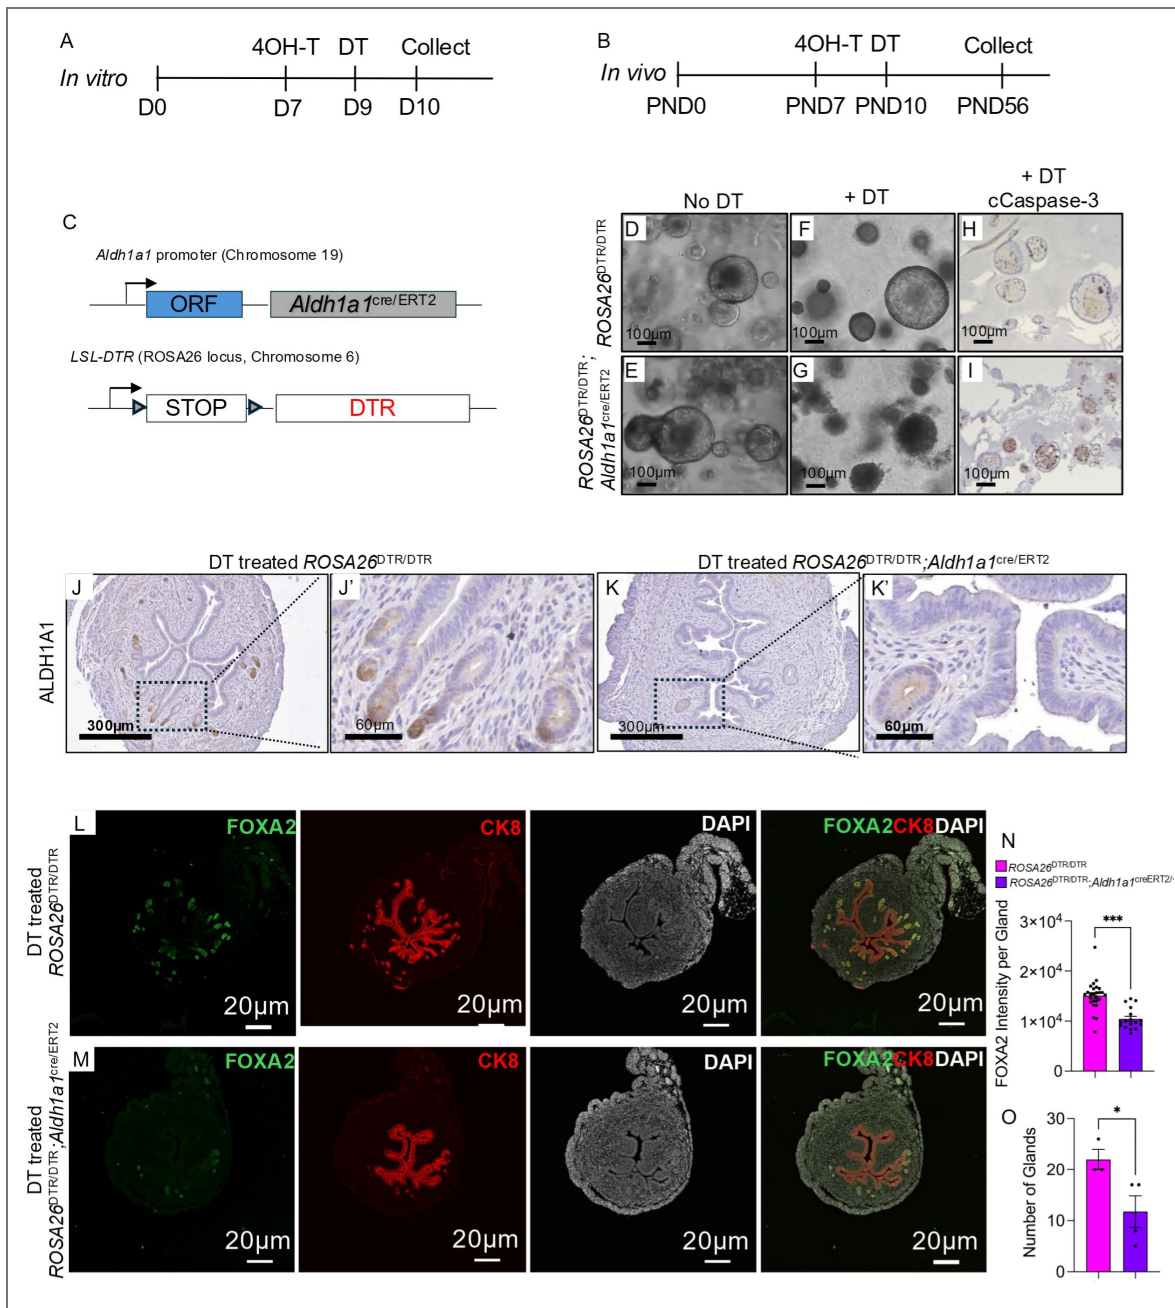 A
4OH-T DT Collect
In vitro
D0 D7 D9 D10
B
4OH-T DT Collect
In vivo
PND0 PND7 PND10 PND56
C
Aldh1a1 promoter (Chromosome 19)
ORF Aldh1a1cre/ERT2
LSL-DTR (ROSA26 locus, Chromosome 6)
STOP DTR
No DT + DT + DT
cCaspase-3
ROSA26DTR/DTR
D F H
100µm 100µm 100µm
ROSA26DTR/DTR;
Aldh1a1cre/ERT2
E G I
100µm 100µm 100µm
DT treated ROSA26DTR/DTR DT treated ROSA26DTR/DTR;Aldh1a1cre/ERT2
ALDH1A1
J J' K K'
300µm 60µm 300µm 60µm
DT treated
ROSA26DTR/DTR
L FOXA2 CK8 DAPI FOXA2CK8DAPI
20µm 20µm 20µm 20µm
DT treated
ROSA26DTR/DTR;Aldh1a1cre/ERT2
M FOXA2 CK8 DAPI FOXA2CK8DAPI
20µm 20µm 20µm 20µm
N
ROSA26DTR/DTR
ROSA26DTR/DTR;Aldh1a1creERT2/-
FOXA2 Intensity per Gland
3×10⁴
2×10⁴
1×10⁴
0
***
O
Number of Glands
30
20
10
0
*